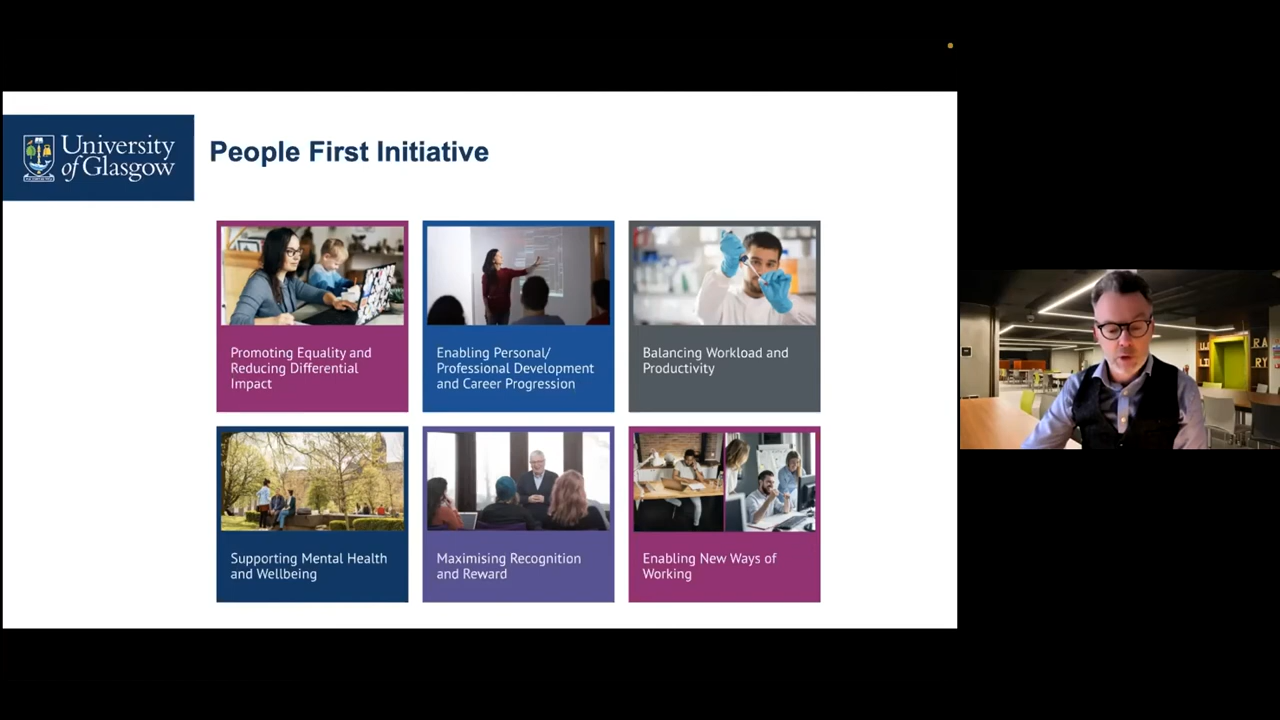 University
of Glasgow
People First Initiative
Promoting Equality and
Reducing Differential
Impact
Enabling Personal/
Professional Development
and Career Progression
Balancing Workload and
Productivity
Supporting Mental Health
and Wellbeing
Maximising Recognition
and Reward
Enabling New Ways of
Working